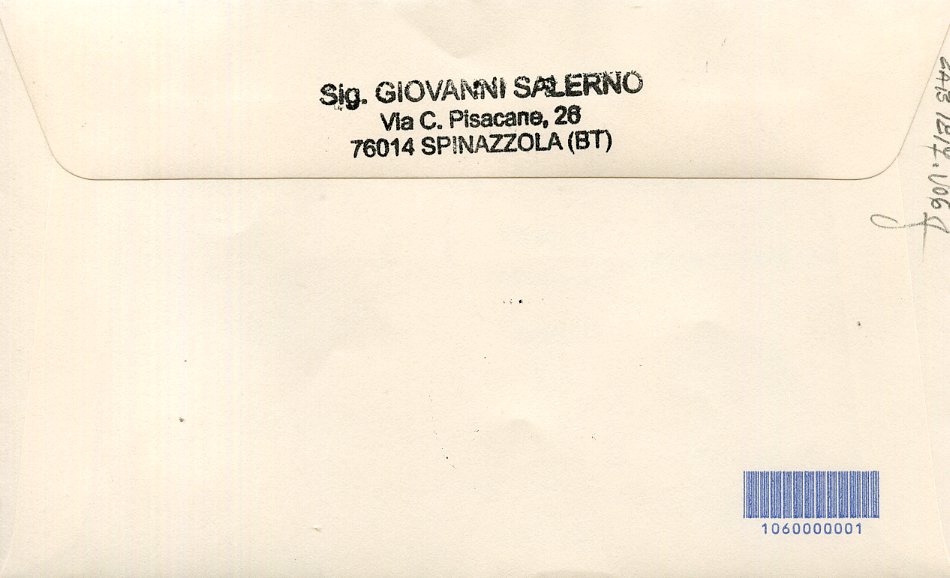 Sig. GIOVANNI SALERNO
Via C. Pisacane, 26
76014 SPINAZZOLA (BT)
1060000001